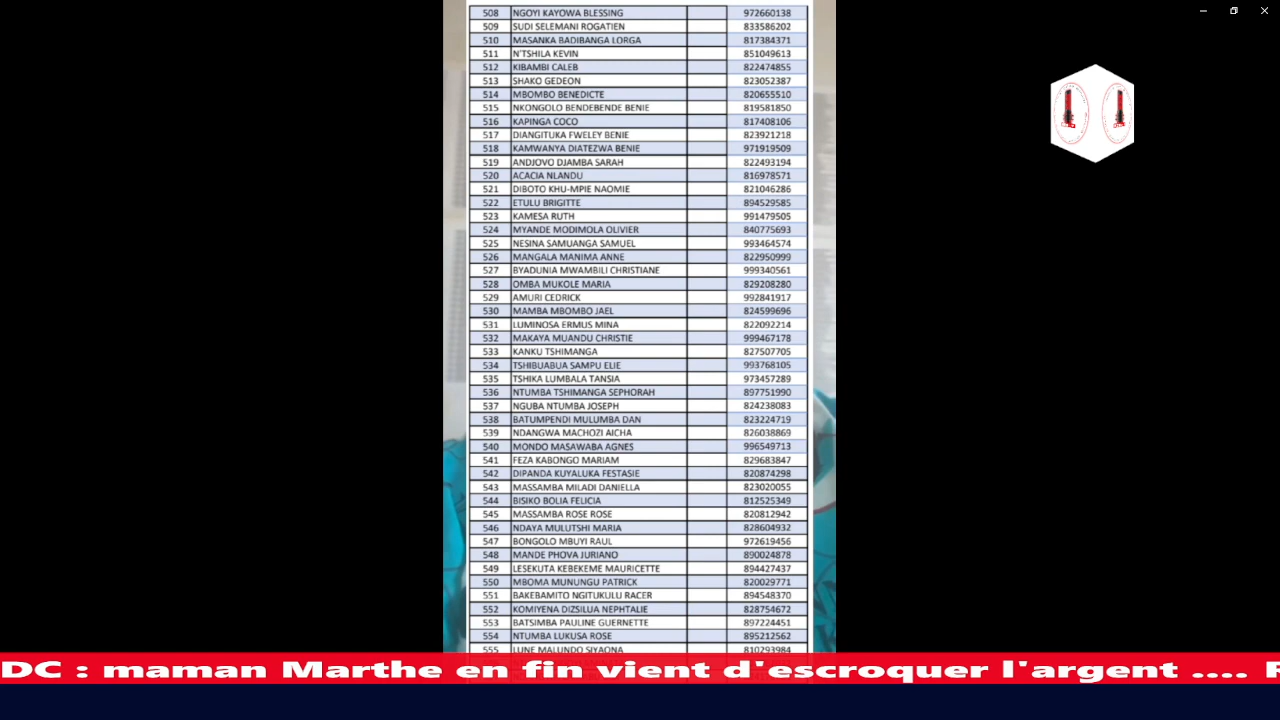 508 NGOYI KAYOWA BLESSING 972660138
509 SUDI SELEMANI ROGATIEN 833586202
510 MASANKA BADIBANGA LORGA 817384371
511 N'TSHILA KEVIN 851049613
512 KIBAMBI CALEB 822474855
513 SHAKO GEDEON 823052387
514 MBOMBO BENEDICTE 820655510
515 NKONGOLO BENDEBENDE BENIE 819581850
516 KAPINGA COCO 817408106
517 DIANGITUKA FWELEY BENIE 823921218
518 KAMWANYA DIATEZWA BENIE 971919509
519 ANDJOVO DJAMBA SARAH 822493194
520 ACACIA NLANDU 816978571
521 DIBOTO KHU-MPIE NAOMIE 821046286
522 ETULU BRIGITTE 894529585
523 KAMESA RUTH 991479505
524 MYANDE MODIMOLA OLIVIER 840775693
525 NESINA SAMUANGA SAMUEL 993464574
526 MANGALA MANIMA ANNE 822950999
527 BYADUNIA MWAMBILI CHRISTIANE 999340561
528 OMBA MUKOLE MARIA 829208280
529 AMURI CEDRICK 992841917
530 MAMBA MBOMBO JAEL 824599696
531 LUMINOSA ERMUS MINA 822092214
532 MAKAYA MUANDU CHRISTIE 999467178
533 KANKU TSHIMANGA 827507705
534 TSHIBUABUA SAMPU ELIE 993768105
535 TSHIKA LUMBALA TANSIA 973457289
536 NTUMBA TSHIMANGA SEPHORAH 897751990
537 NGUBA NTUMBA JOSEPH 824238083
538 BATUMPENDI MULUMBA DAN 823224719
539 NDANGWA MACHOZI AICHA 826038869
540 MONDO MASAWABA AGNES 996549713
541 FEZA KABONGO MARIAM 829683847
542 DIPANDA KUYALUKA FESTASIE 820874298
543 MASSAMBA MILADI DANIELLA 823020055
544 BISIKO BOLIA FELICIA 812525349
545 MASSAMBA ROSE ROSE 820812942
546 NDAYA MULUTSHI MARIA 828604932
547 BONGOLO MBUYI RAUL 972619456
548 MANDE PHOVA JURIANO 890024878
549 LESEKUTA KEBEKEME MAURICETTE 894427437
550 MBOMA MUNUNGU PATRICK 820029771
551 BAKEBAMITO NGITUKULU RACER 894548370
552 KOMIYENA DIZSILUA NEPHTALIE 828754672
553 BATSIMBA PAULINE GUERNETTE 897224451
554 NTUMBA LUKUSA ROSE 895212562
555 LUNE MALUNDO SIYAONA 810293984
DC : maman Marthe en fin vient d'escroquer l'argent .... R